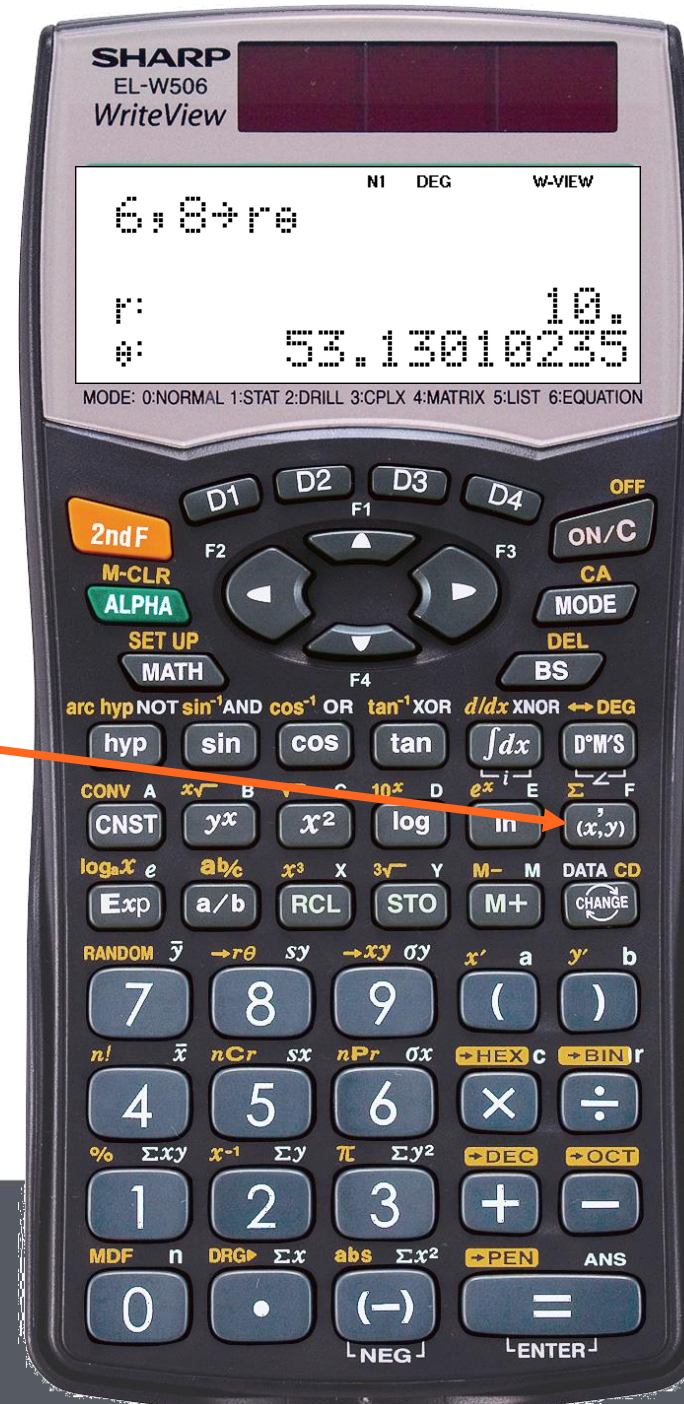 SHARP
EL-W506
WriteView
N1 DEG W-VIEW
6,8→rθ
r: 10.
θ: 53.13010235
MODE: 0:NORMAL 1:STAT 2:DRILL 3:CPLX 4:MATRIX 5:LIST 6:EQUATION
D1 D2 D3 D4 OFF
2ndF F2 F1 F3 ON/C
M-CLR CA
ALPHA MODE
SET UP DEL
MATH F4 BS
arc hyp NOT sin⁻¹ AND cos⁻¹ OR tan⁻¹ XOR d/dx XNOR ↔DEG
hyp sin cos tan ∫dx D°M'S
i ∠
CONV A x√ B √ C 10ˣ D eˣ E Σ F
CNST yˣ x² log ln , (x,y)
logₐx e ab/c x³ X 3√ Y M− M DATA CD
Exp a/b RCL STO M+ CHANGE
RANDOM ȳ →rθ sy →xy σy x′ a y′ b
7 8 9 ( )
n! x̄ nCr sx nPr σx →HEX c →BIN r
4 5 6 × ÷
% Σxy x⁻¹ Σy π Σy² →DEC →OCT
1 2 3 + −
MDF n DRG▸ Σx abs Σx² →PEN ANS
0 • (−) =
NEG ENTER